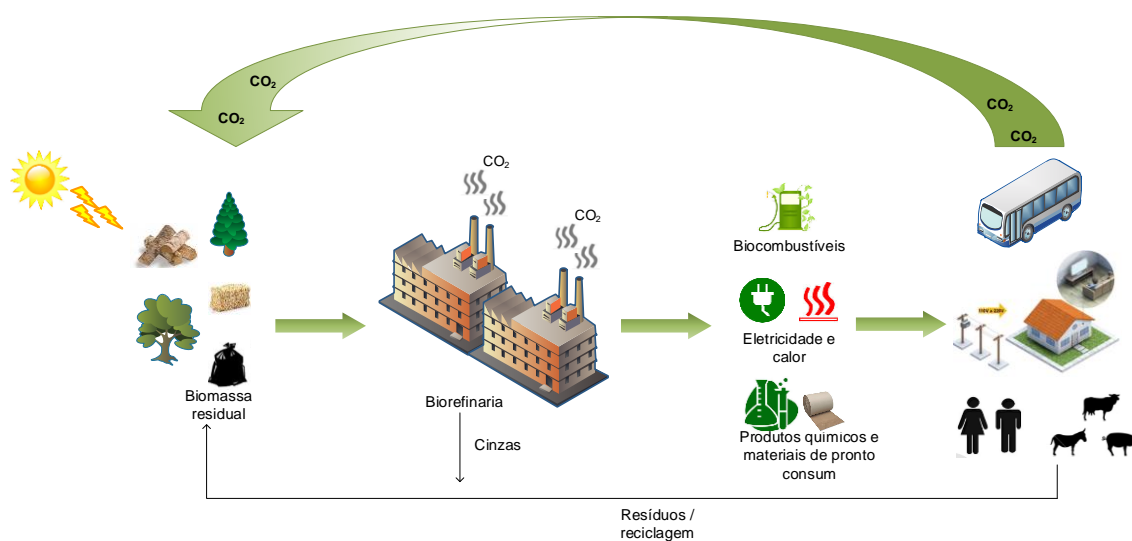 CO₂
CO₂
CO₂
CO₂
CO₂
CO₂
Biocombustíveis
Eletricidade e
calor
Biomassa
residual
Biorefinaria
Cinzas
Produtos químicos e
materiais de pronto
consum
Resíduos /
reciclagem